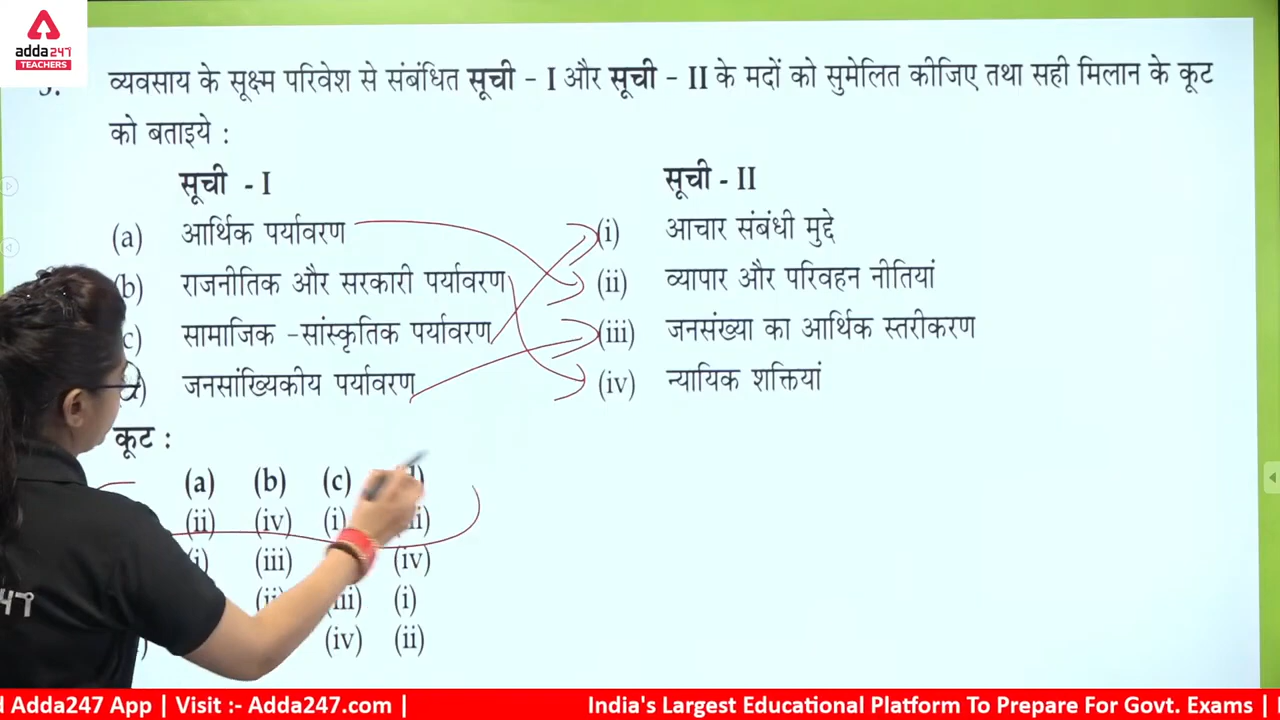 adda247
TEACHERS
व्यवसाय के सूक्ष्म परिवेश से संबंधित सूची - I और सूची - II के मदों को सुमेलित कीजिए तथा सही मिलान के कूट
को बताइये :
सूची - I सूची - II
(a) आर्थिक पर्यावरण (i) आचार संबंधी मुद्दे
(b) राजनीतिक और सरकारी पर्यावरण (ii) व्यापार और परिवहन नीतियां
(c) सामाजिक -सांस्कृतिक पर्यावरण (iii) जनसंख्या का आर्थिक स्तरीकरण
जनसांख्यिकीय पर्यावरण (iv) न्यायिक शक्तियां
कूट :
(a) (b) (c)
(ii) (iv) (i)
(i) (iii) (iv)
(iii) (i)
(iv) (ii)
Adda247 App | Visit :- Adda247.com | India's Largest Educational Platform To Prepare For Govt. Exams |